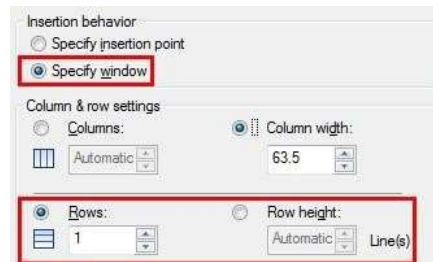 Insertion behavior
Specify insertion point
Specify window
Column & row settings
Columns:
Column width:
Automatic
63.5
Rows:
Row height:
1
Automatic
Line(s)